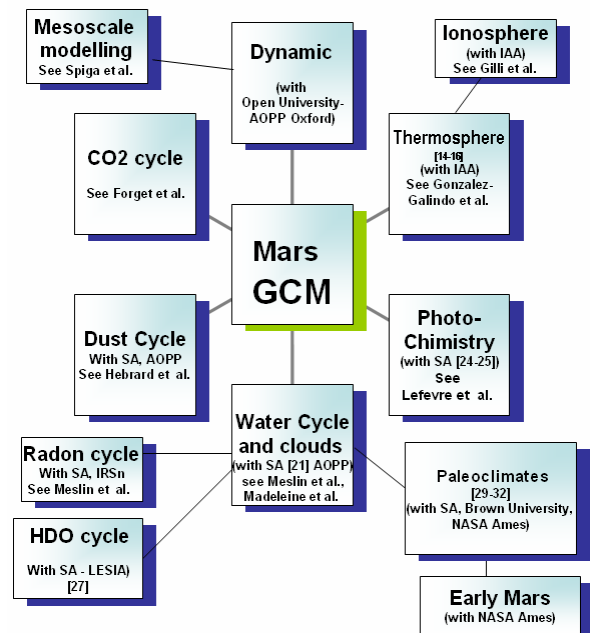 Mesoscale
modelling
See Spiga et al.
Dynamic
(with
Open University-
AOPP Oxford)
Ionosphere
(with IAA)
See Gilli et al.
CO2 cycle
See Forget et al.
Thermosphere
[14-16]
(with IAA)
See Gonzalez-
Galindo et al.
Mars
GCM
Dust Cycle
With SA, AOPP
See Hebrard et al.
Photo-
Chimistry
(with SA [24-25])
See
Lefevre et al.
Water Cycle
and clouds
(with SA [21] AOPP)
see Meslin et al.,
Madeleine et al.
Radon cycle
With SA, IRSn
See Meslin et al.
Paleoclimates
[29-32]
(with SA, Brown University,
NASA Ames)
HDO cycle
With SA - LESIA)
[27]
Early Mars
(with NASA Ames)